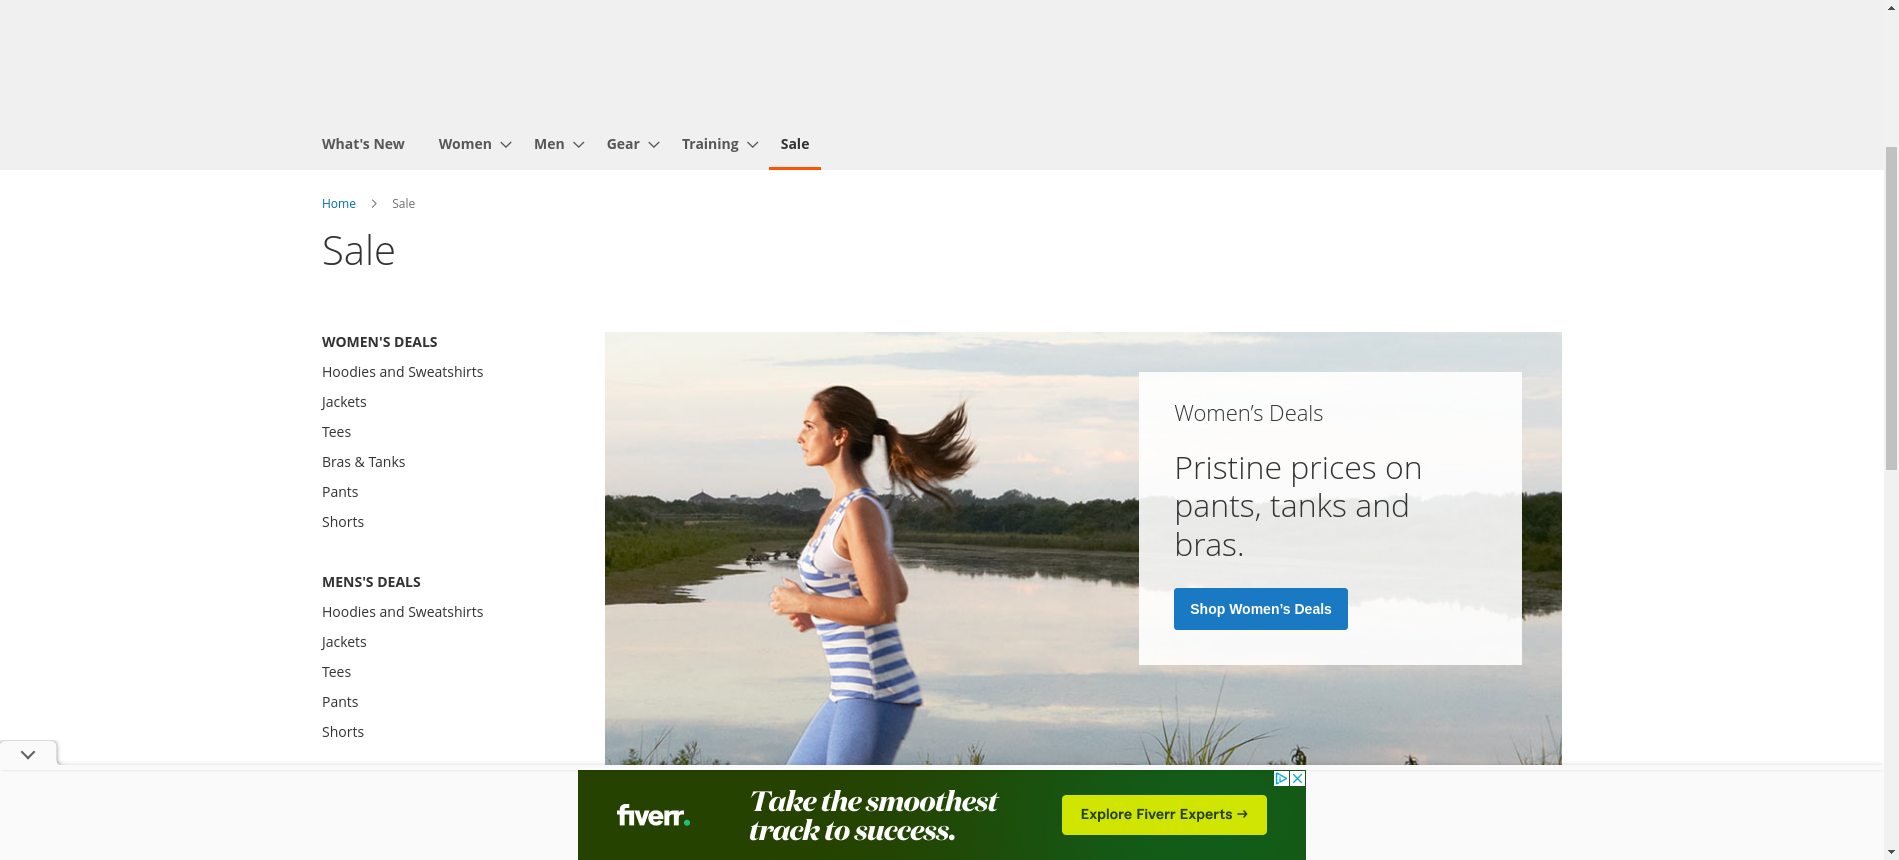 What's New Women Men Gear Training Sale
Home Sale
Sale
WOMEN'S DEALS
Hoodies and Sweatshirts
Jackets
Tees
Bras & Tanks
Pants
Shorts
MENS'S DEALS
Hoodies and Sweatshirts
Jackets
Tees
Pants
Shorts
Women’s Deals
Pristine prices on
pants, tanks and
bras.
Shop Women’s Deals
fiverr.
Take the smoothest
track to success.
Explore Fiverr Experts →